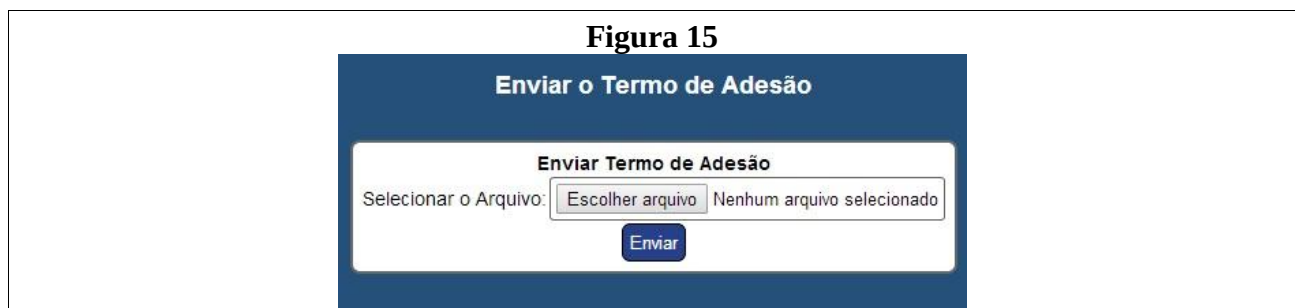 Figura 15
Enviar o Termo de Adesão
Enviar Termo de Adesão
Selecionar o Arquivo: Escolher arquivo Nenhum arquivo selecionado
Enviar